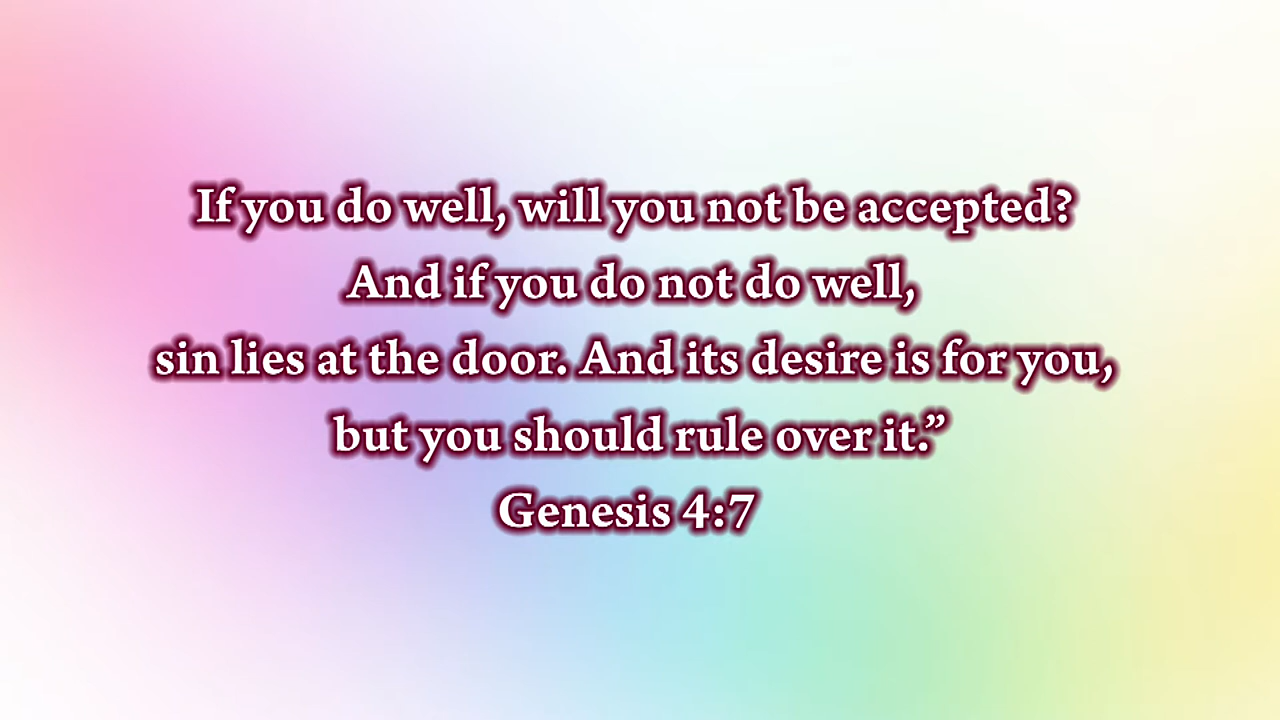 If you do well, will you not be accepted?
And if you do not do well,
sin lies at the door. And its desire is for you,
but you should rule over it.”
Genesis 4:7